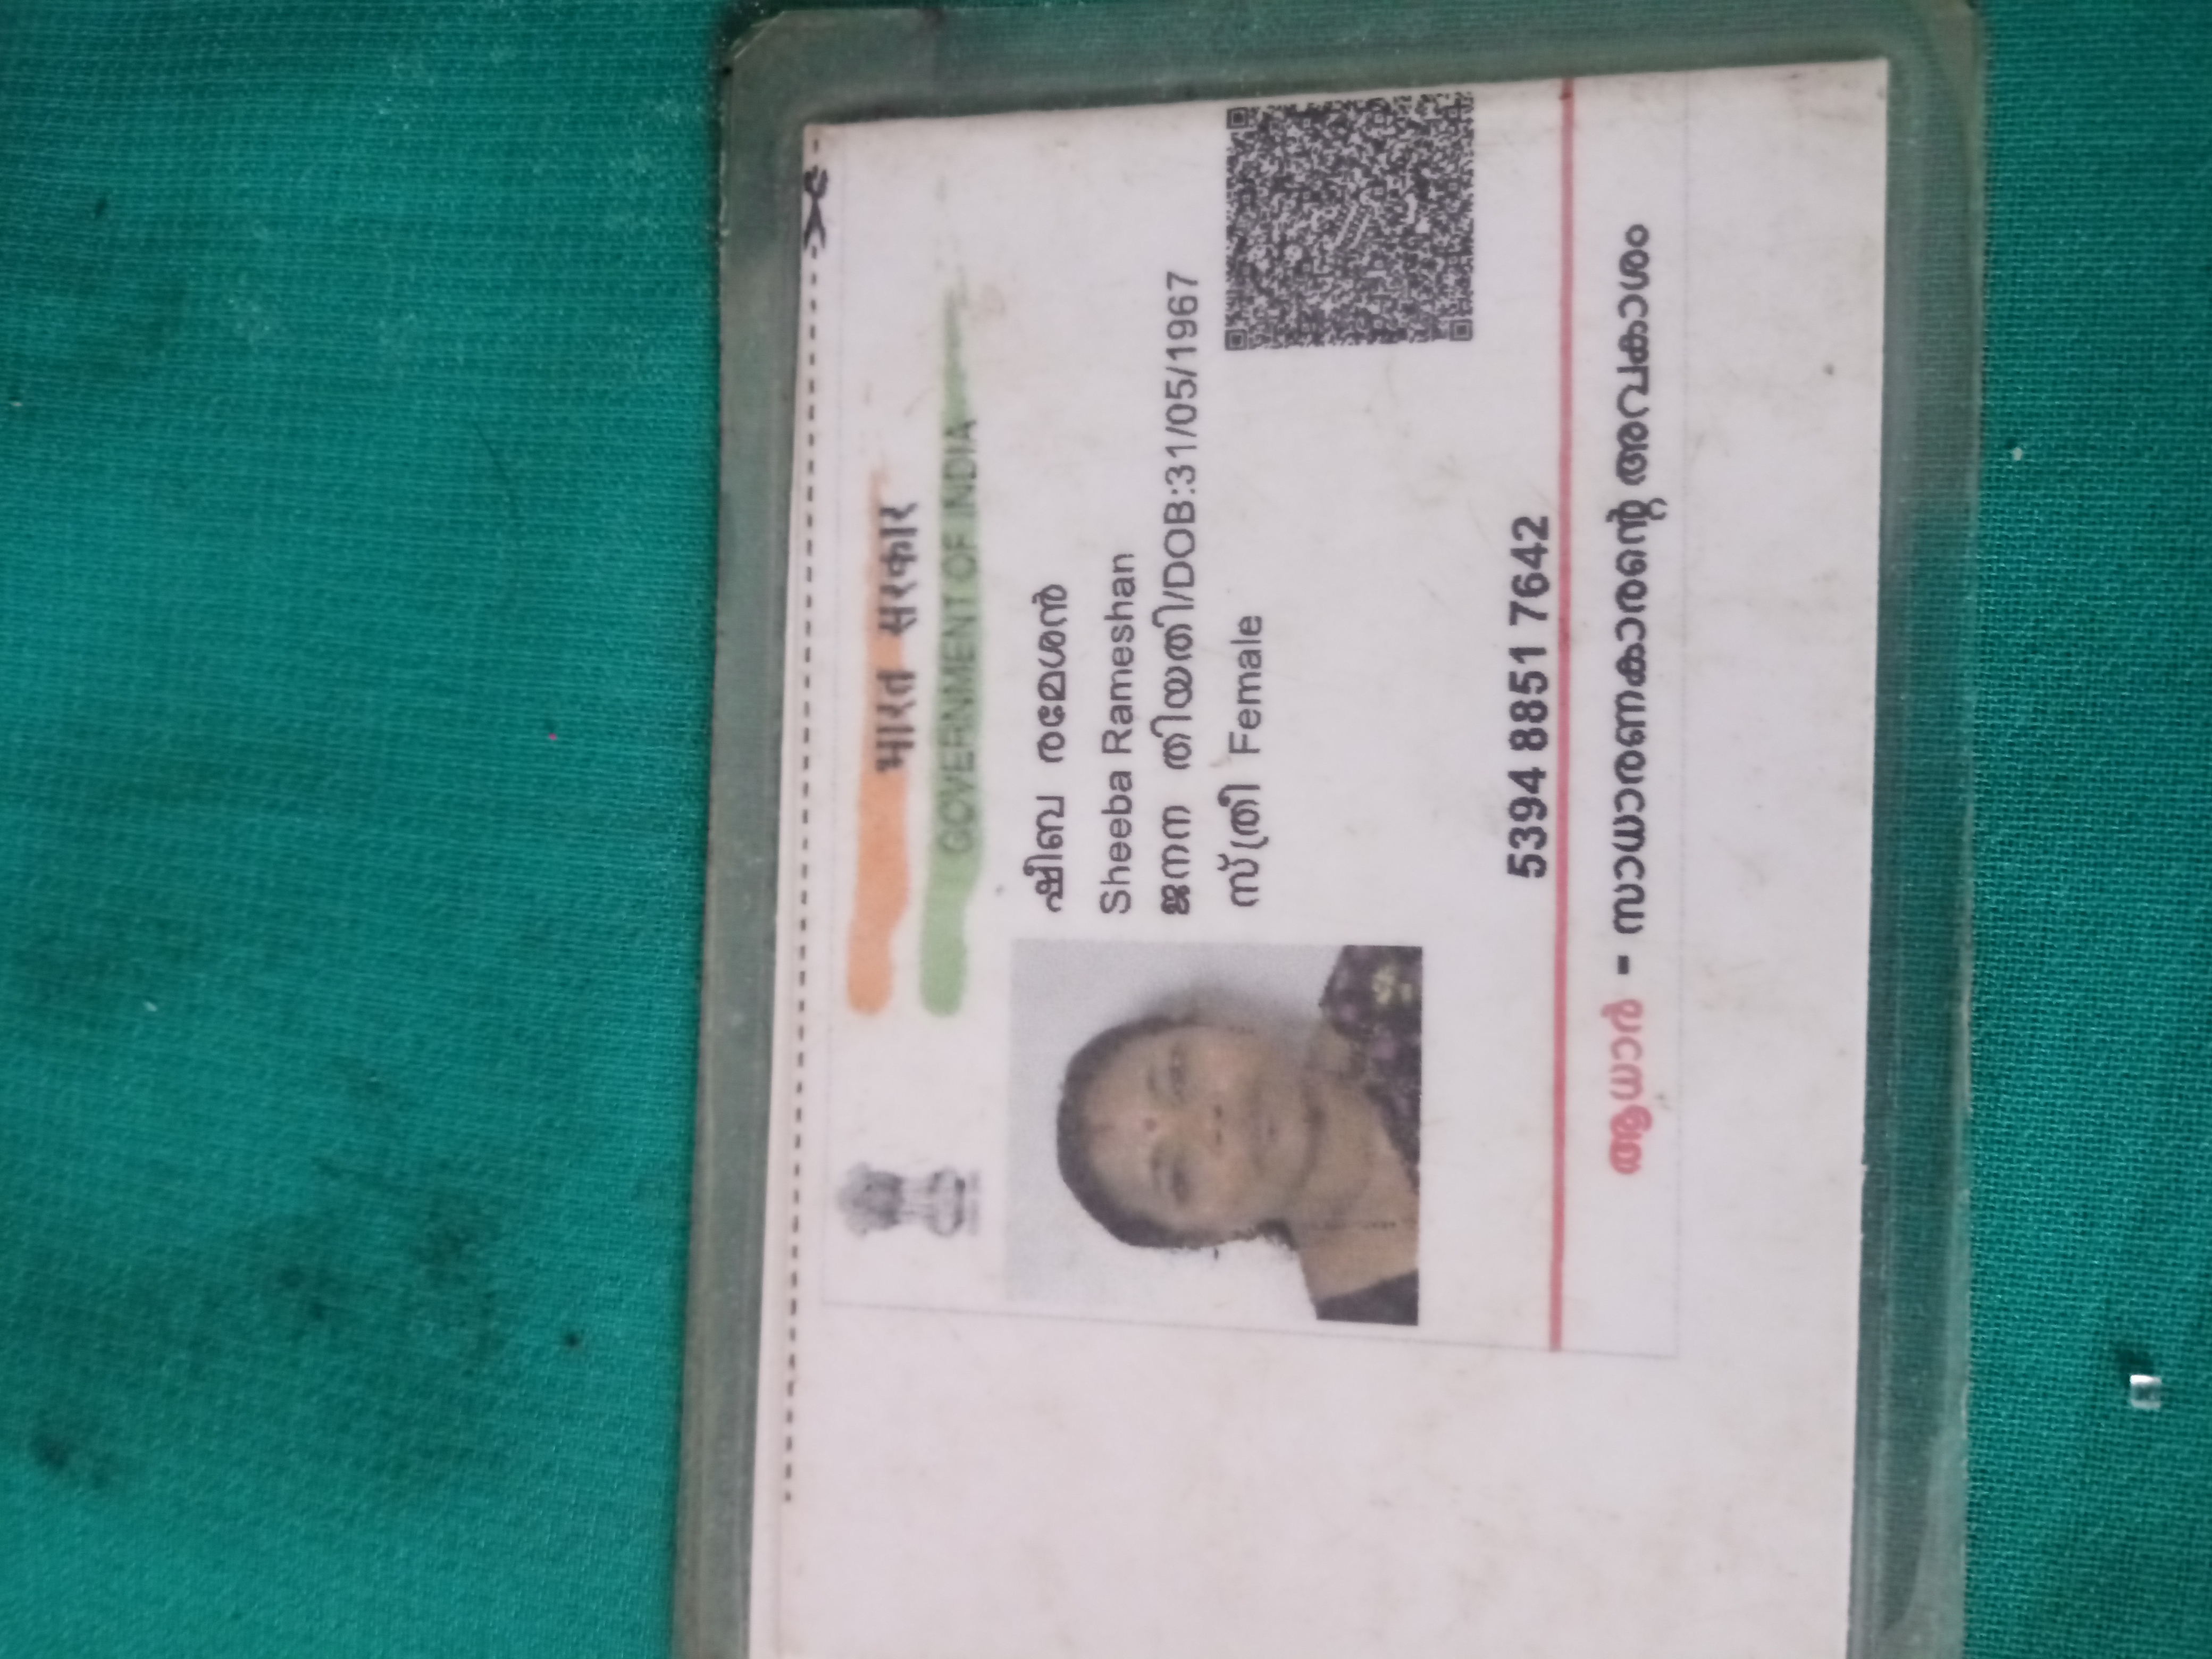 भारत सरकार
GOVERNMENT OF INDIA
ഷീബ രമേശൻ
Sheeba Rameshan
ജനന തിയതി/DOB:31/05/1967
സ്ത്രീ Female
5394 8851 7642
ആധാർ - സാധാരണകാരന്റെ അവകാശം